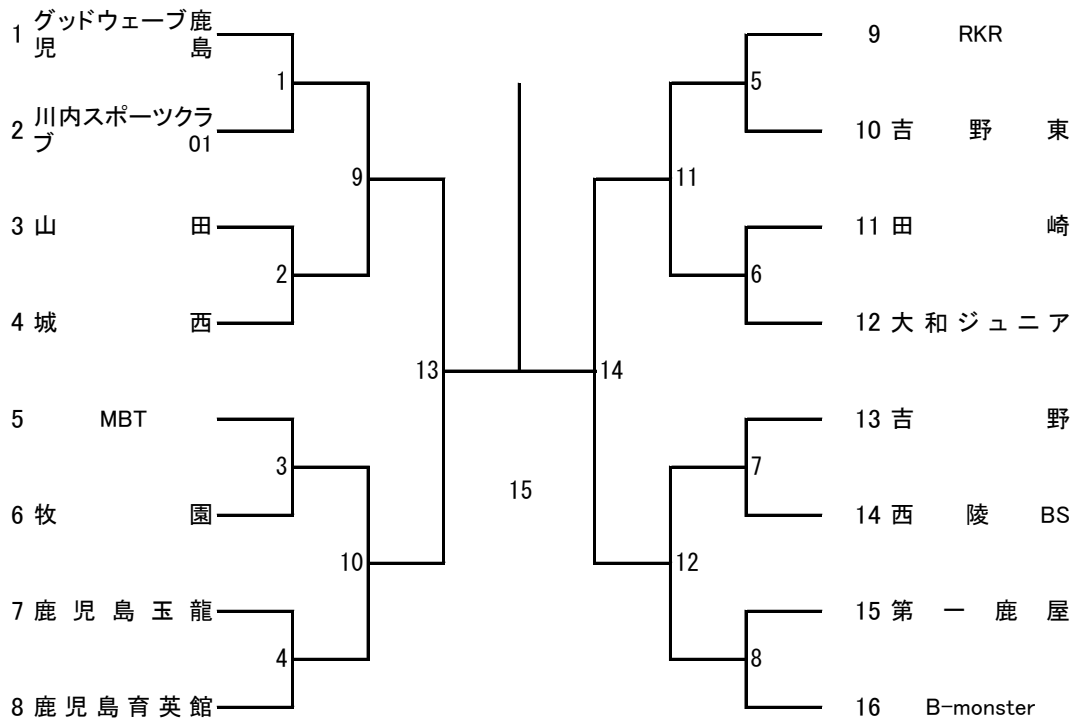 1 グッドウェーブ鹿
児島
2 川内スポーツクラ
ブ01
3 山田
4 城西
5 MBT
6 牧園
7 鹿児島玉龍
8 鹿児島育英館
1
2
3
4
9
10
13
15
14
11
12
5
6
7
8
9 RKR
10 吉野東
11 田崎
12 大和ジュニア
13 吉野
14 西陵BS
15 第一鹿屋
16 B-monster